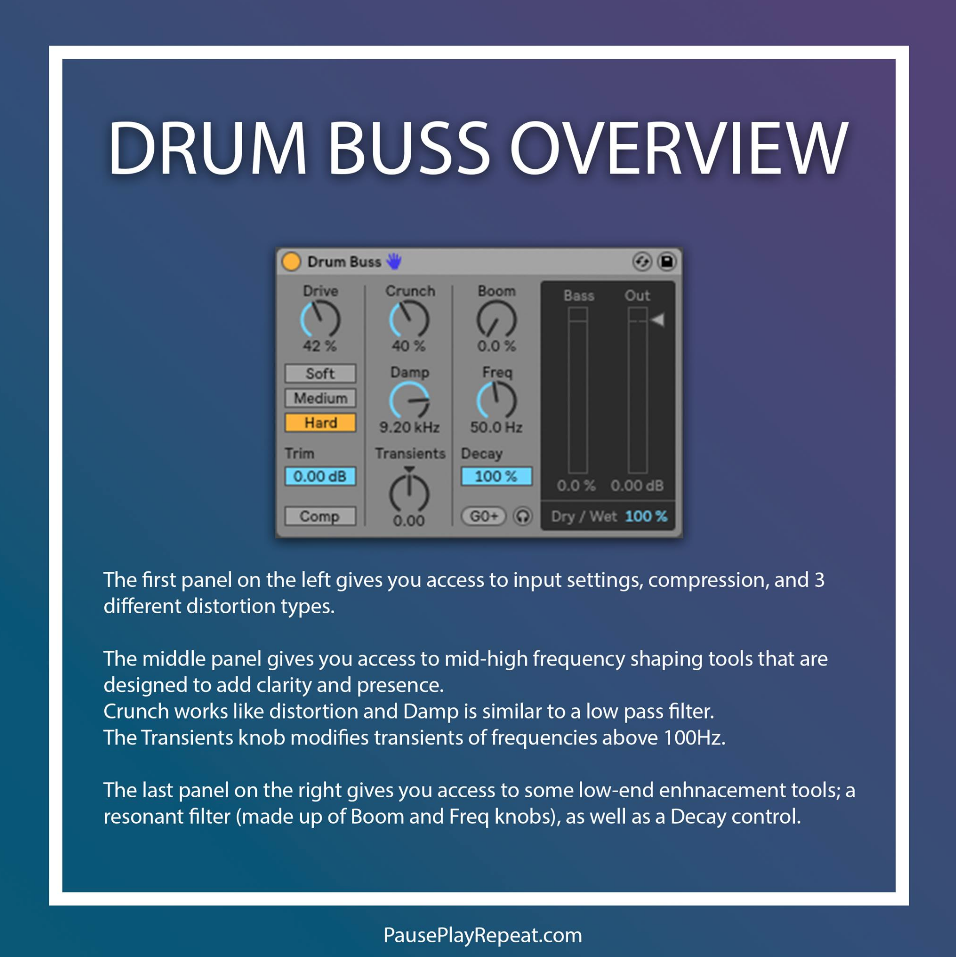 DRUM BUSS OVERVIEW
Drum Buss
Drive Crunch Boom Bass Out
42 % 40 % 0.0 %
Soft Damp Freq
Medium
Hard 9.20 kHz 50.0 Hz
Trim Transients Decay
0.00 dB 100 % 0.0 % 0.00 dB
Comp 0.00 G0+ Dry / Wet 100 %
The first panel on the left gives you access to input settings, compression, and 3
different distortion types.
The middle panel gives you access to mid-high frequency shaping tools that are
designed to add clarity and presence.
Crunch works like distortion and Damp is similar to a low pass filter.
The Transients knob modifies transients of frequencies above 100Hz.
The last panel on the right gives you access to some low-end enhnacement tools; a
resonant filter (made up of Boom and Freq knobs), as well as a Decay control.
PausePlayRepeat.com